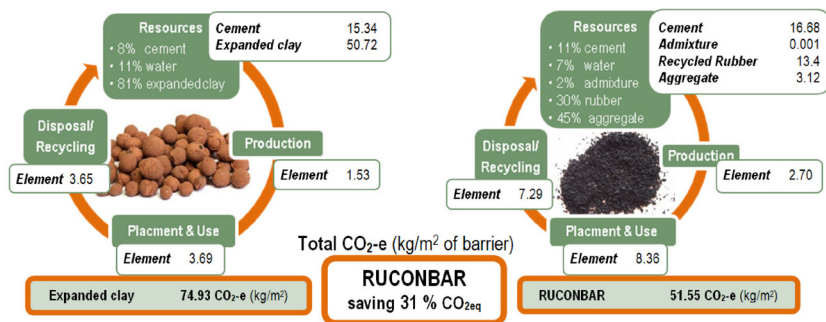 Resources
• 8% cement
• 11% water
• 81% expanded clay
Cement 15.34
Expanded clay 50.72
Disposal/
Recycling
Element 3.65
Production
Element 1.53
Placment & Use
Element 3.69
Expanded clay 74.93 CO₂-e (kg/m²)
Total CO₂-e (kg/m² of barrier)
RUCONBAR
saving 31 % CO₂eq
Resources
• 11% cement
• 7% water
• 2% admixture
• 30% rubber
• 45% aggregate
Cement 16.68
Admixture 0.001
Recycled Rubber 13.4
Aggregate 3.12
Disposal/
Recycling
Element
7.29
Production
Element 2.70
Placment & Use
Element 8.36
RUCONBAR 51.55 CO₂-e (kg/m²)